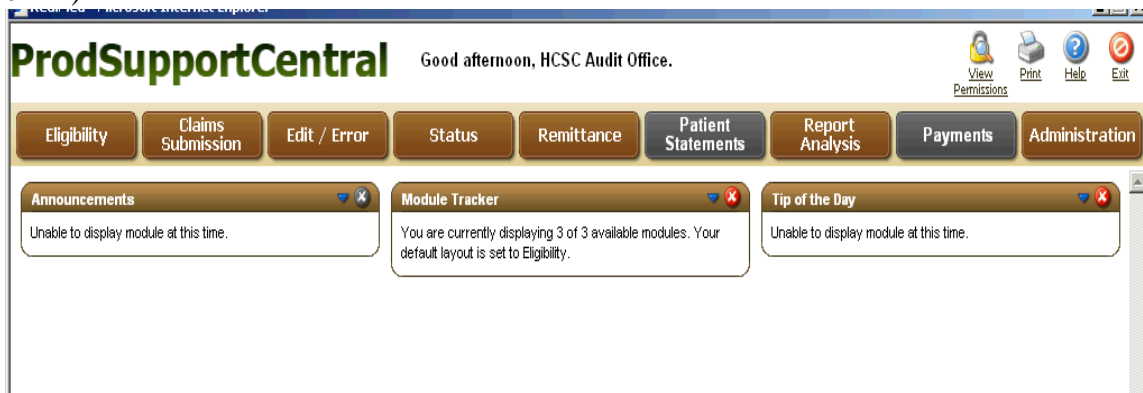 ProdSupportCentral
Good afternoon, HCSC Audit Office.
View Permissions
Print
Help
Exit
Eligibility
Claims Submission
Edit / Error
Status
Remittance
Patient Statements
Report Analysis
Payments
Administration
Announcements
Unable to display module at this time.
Module Tracker
You are currently displaying 3 of 3 available modules. Your
default layout is set to Eligibility.
Tip of the Day
Unable to display module at this time.